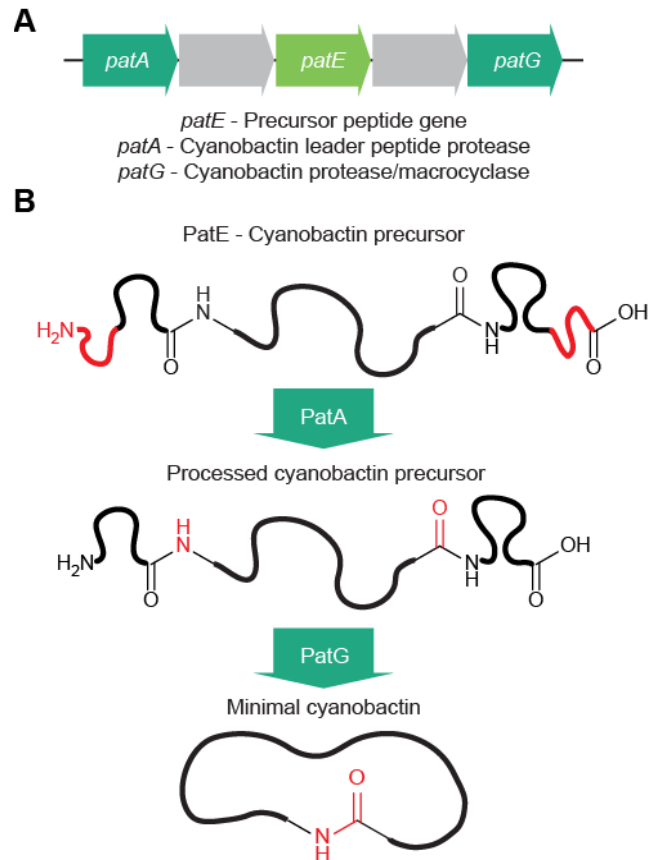 A
patA
patE
patG
patE - Precursor peptide gene
patA - Cyanobactin leader peptide protease
patG - Cyanobactin protease/macrocyclase
B
PatE - Cyanobactin precursor
H₂N
O
H
N
O
N
H
O
OH
PatA
Processed cyanobactin precursor
H₂N
O
H
N
O
N
H
O
OH
PatG
Minimal cyanobactin
O
N
H